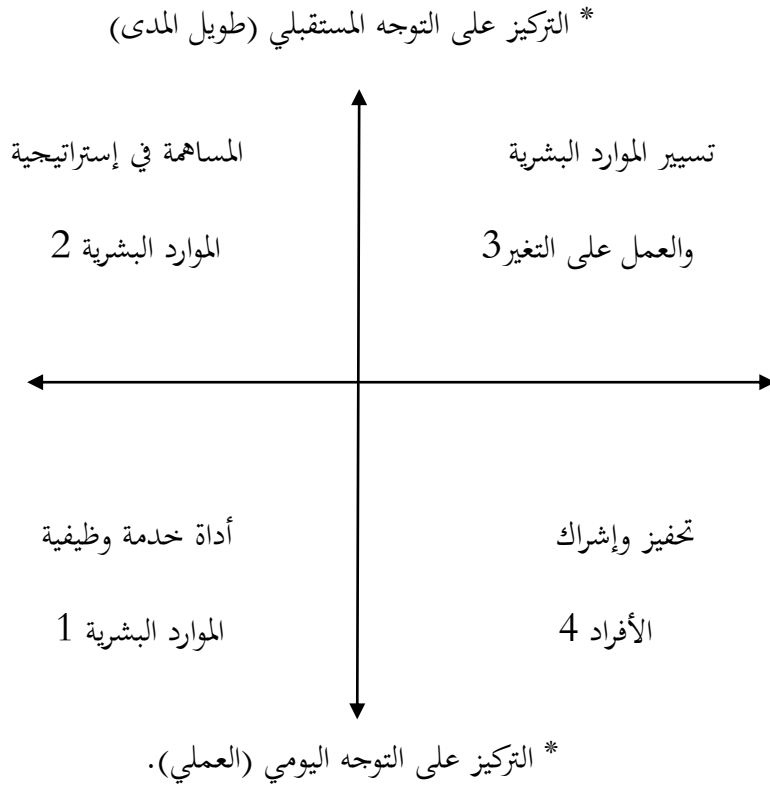 * التركيز على التوجه المستقبلي (طويل المدى)
تسيير الموارد البشرية
والعمل على التغير3
المساهمة في إستراتيجية
الموارد البشرية 2
تحفيز وإشراك
الأفراد 4
أداة خدمة وظيفية
الموارد البشرية 1
* التركيز على التوجه اليومي (العملي).